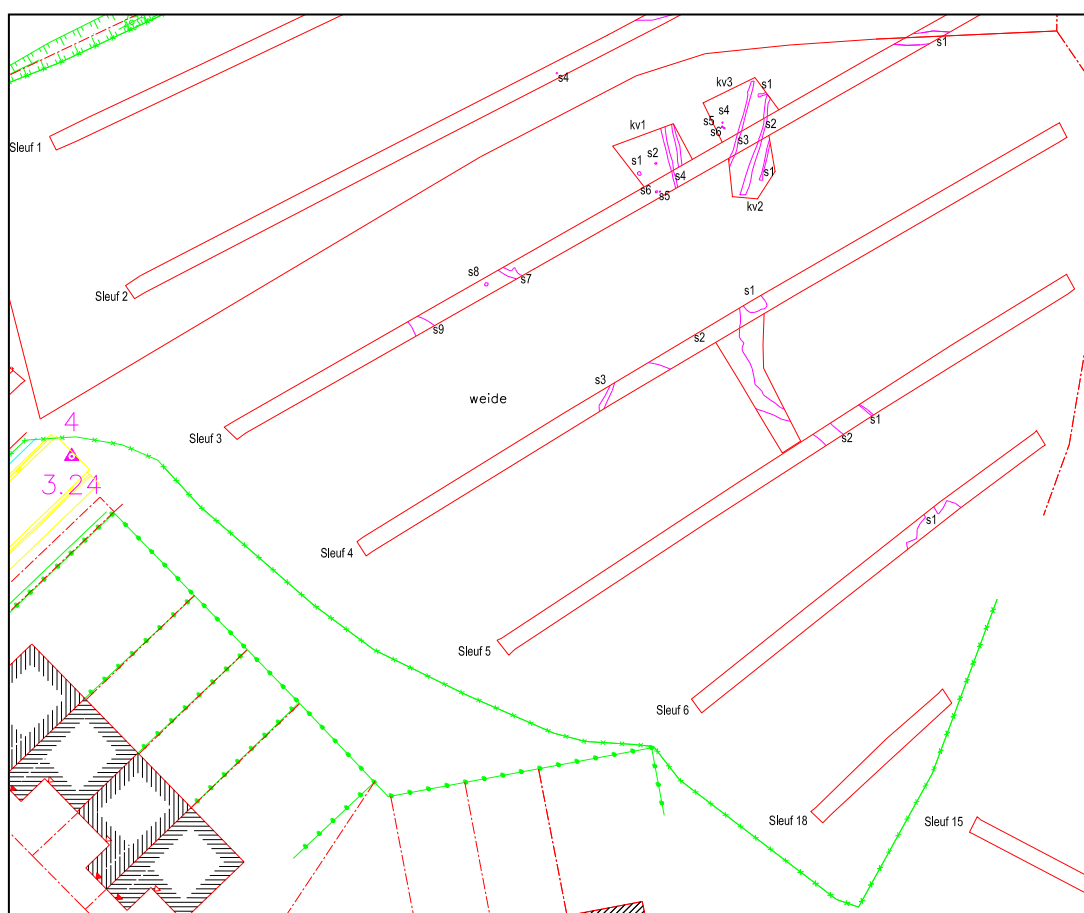 s1
s4
kv3
s1
s4
s5
s6
s2
s3
kv1
Sleuf 1
s2
s1
s4
s1
s6
s5
kv2
s8
s7
Sleuf 2
s1
s9
s2
s3
weide
s1
4
Sleuf 3
s2
3.24
s1
Sleuf 4
Sleuf 5
Sleuf 6
Sleuf 18
Sleuf 15